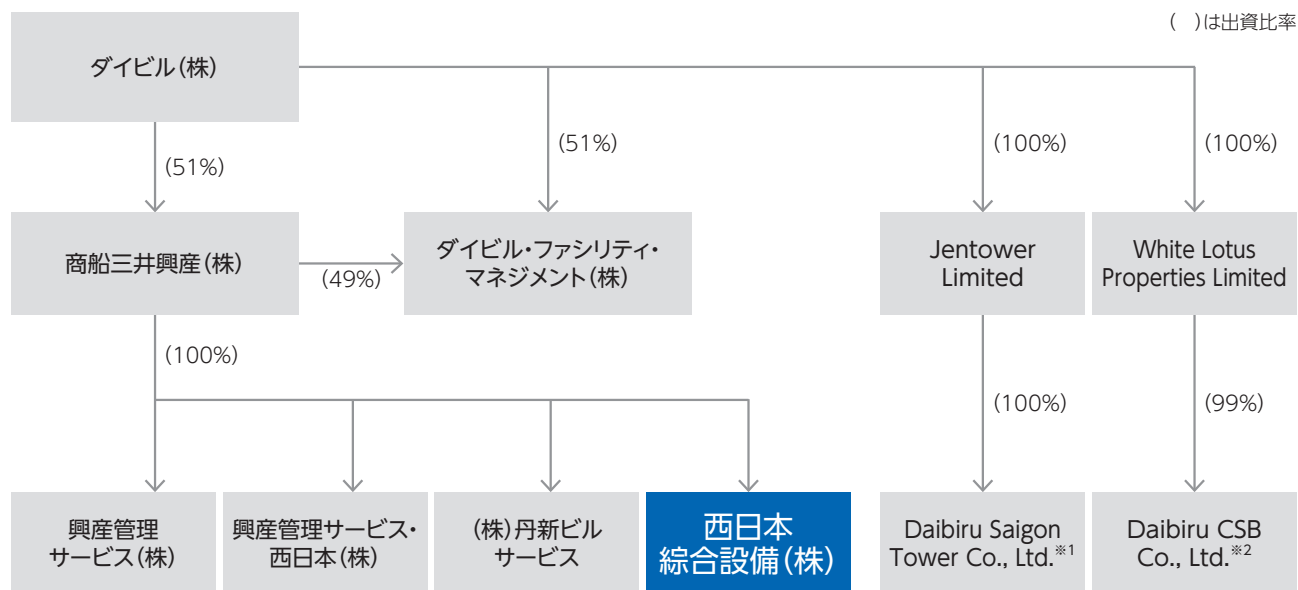 (　)は出資比率
ダイビル(株)
(51%)
(51%)
(100%)
(100%)
商船三井興産(株)
(49%)
ダイビル・ファシリティ・
マネジメント(株)
Jentower
Limited
White Lotus
Properties Limited
(100%)
(100%)
(99%)
興産管理
サービス(株)
興産管理サービス・
西日本(株)
(株)丹新ビル
サービス
西日本
綜合設備(株)
Daibiru Saigon
Tower Co., Ltd.※1
Daibiru CSB
Co., Ltd.※2